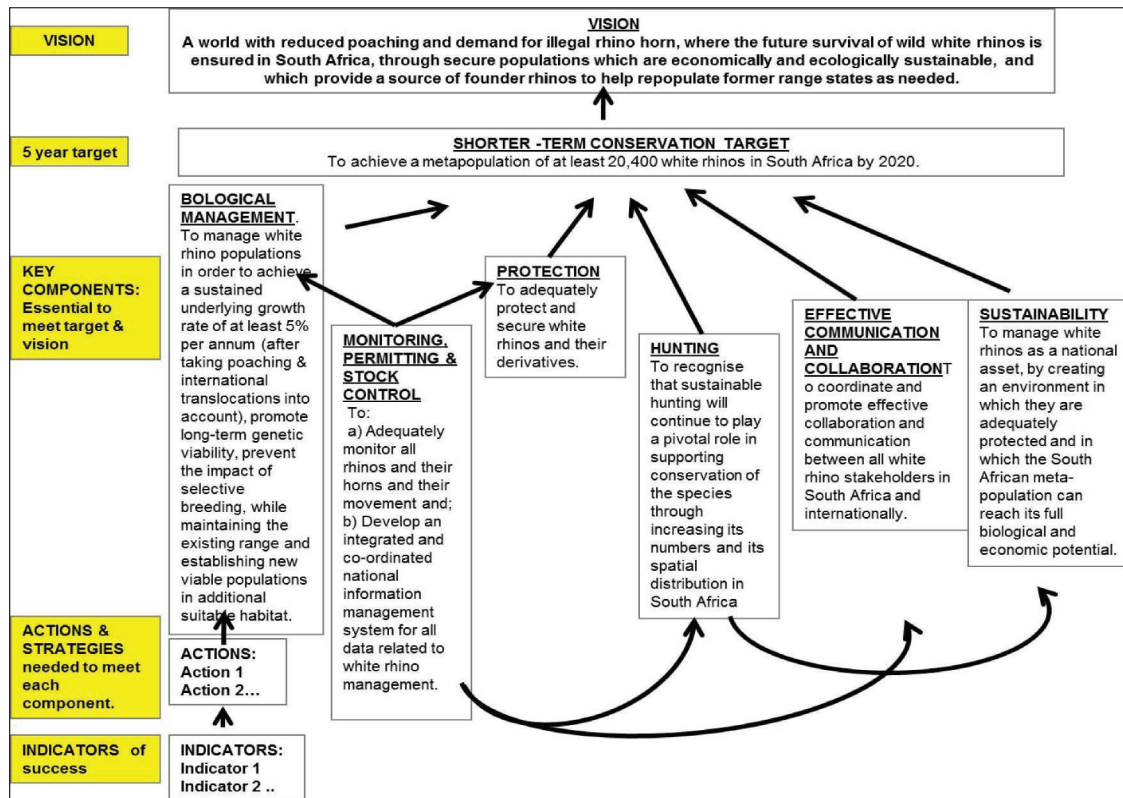 VISION
VISION
A world with reduced poaching and demand for illegal rhino horn, where the future survival of wild white rhinos is
ensured in South Africa, through secure populations which are economically and ecologically sustainable, and
which provide a source of founder rhinos to help repopulate former range states as needed.
5 year target
SHORTER -TERM CONSERVATION TARGET
To achieve a metapopulation of at least 20,400 white rhinos in South Africa by 2020.
KEY
COMPONENTS:
Essential to
meet target &
vision
BOLOGICAL
MANAGEMENT.
To manage white
rhino populations
in order to achieve
a sustained
underlying growth
rate of at least 5%
per annum (after
taking poaching &
international
translocations into
account), promote
long-term genetic
viability, prevent
the impact of
selective
breeding, while
maintaining the
existing range and
establishing new
viable populations
in additional
suitable habitat.
MONITORING,
PERMITTING &
STOCK
CONTROL
To:
a) Adequately
monitor all
rhinos and their
horns and their
movement and;
b) Develop an
integrated and
co-ordinated
national
information
management
system for all
data related to
white rhino
management.
PROTECTION
To adequately
protect and
secure white
rhinos and their
derivatives.
HUNTING
To recognise
that sustainable
hunting will
continue to play
a pivotal role in
supporting
conservation of
the species
through
increasing its
numbers and its
spatial
distribution in
South Africa
EFFECTIVE
COMMUNICATION
AND
COLLABORATIONT
o coordinate and
promote effective
collaboration and
communication
between all white
rhino stakeholders in
South Africa and
internationally.
SUSTAINABILITY
To manage white
rhinos as a national
asset, by creating
an environment in
which they are
adequately
protected and in
which the South
African meta-
population can
reach its full
biological and
economic potential.
ACTIONS &
STRATEGIES
needed to meet
each
component.
ACTIONS:
Action 1
Action 2...
INDICATORS of
success
INDICATORS:
Indicator 1
Indicator 2 ..